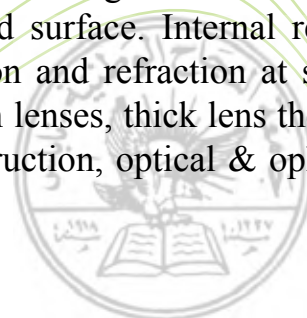 d surface. Internal re
on and refraction at s
n lenses, thick lens th
ruction, optical & op